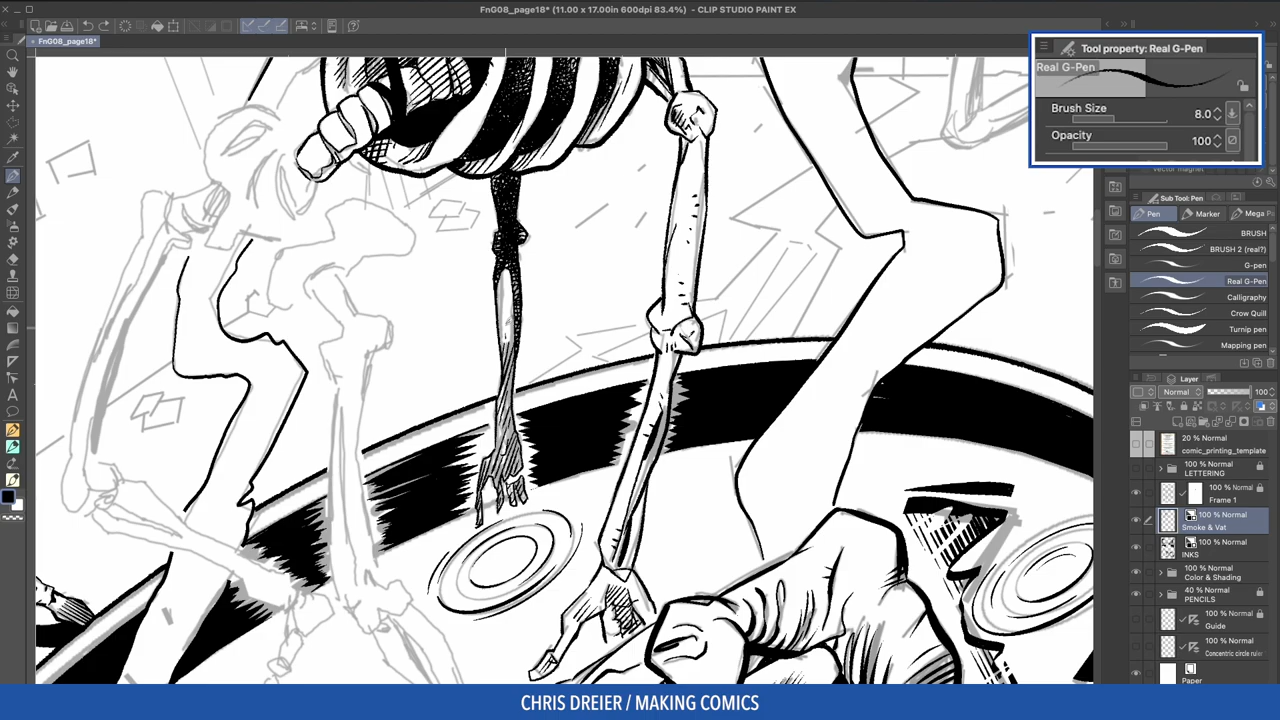 FnG08_page18* (11.00 x 17.00in 600dpi 83.4%) - CLIP STUDIO PAINT EX
FnG08_page18*
Tool property: Real G-Pen
Real G-Pen
Brush Size
8.0
Opacity
100
Vector magnet
Sub Tool: Pen
Pen
Marker
Mega P
BRUSH
BRUSH 2 (real?)
G-pen
Real G-Pen
Calligraphy
Crow Quill
Turnip pen
Mapping pen
Layer
Normal
100
20 % Normal
comic_printing_template
100 % Normal
LETTERING
100 % Normal
Frame 1
100 % Normal
Smoke & Vat
100 % Normal
INKS
100 % Normal
Color & Shading
40 % Normal
PENCILS
100 % Normal
Guide
100 % Normal
Concentric circle ruler
Paper
CHRIS DREIER / MAKING COMICS